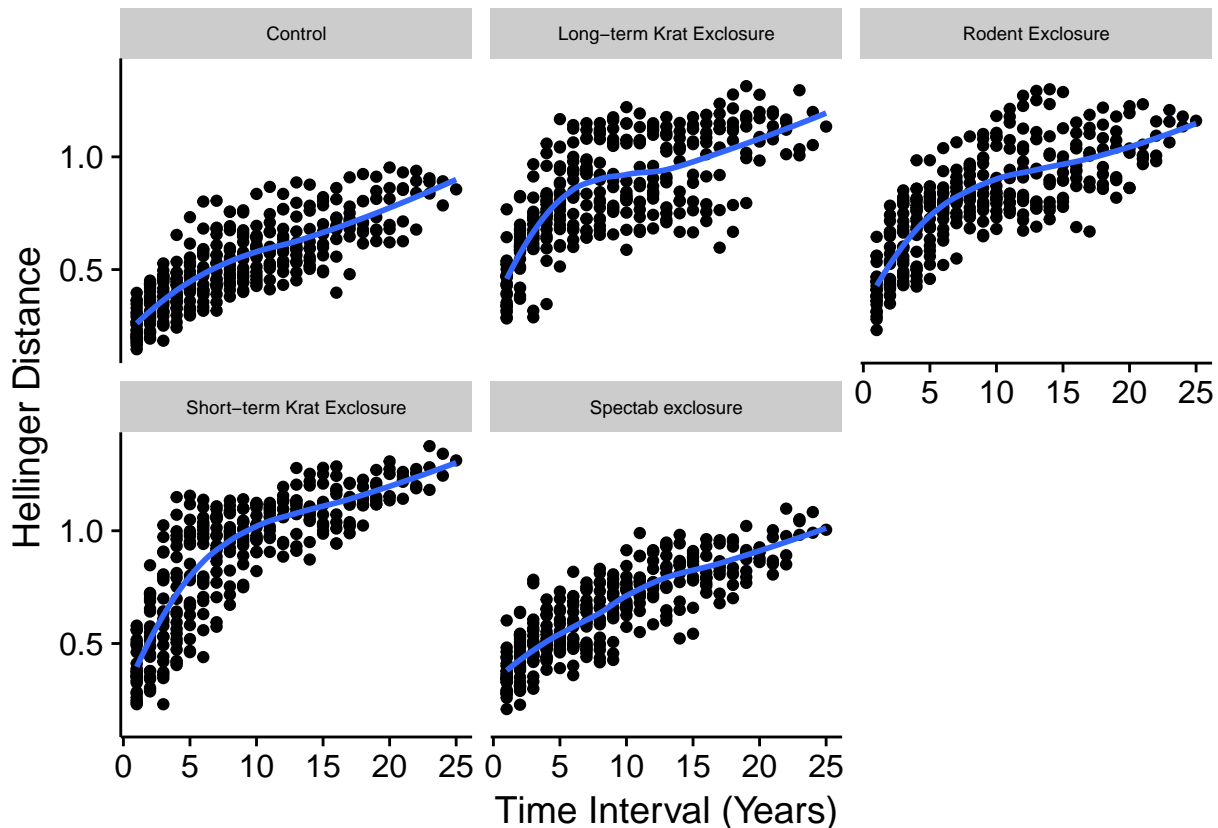 Control
Long−term Krat Exclosure
Rodent Exclosure
1.0
0.5
0 5 10 15 20 25
Short−term Krat Exclosure
Spectab exclosure
1.0
0.5
0 5 10 15 20 25
0 5 10 15 20 25
Hellinger Distance
Time Interval (Years)